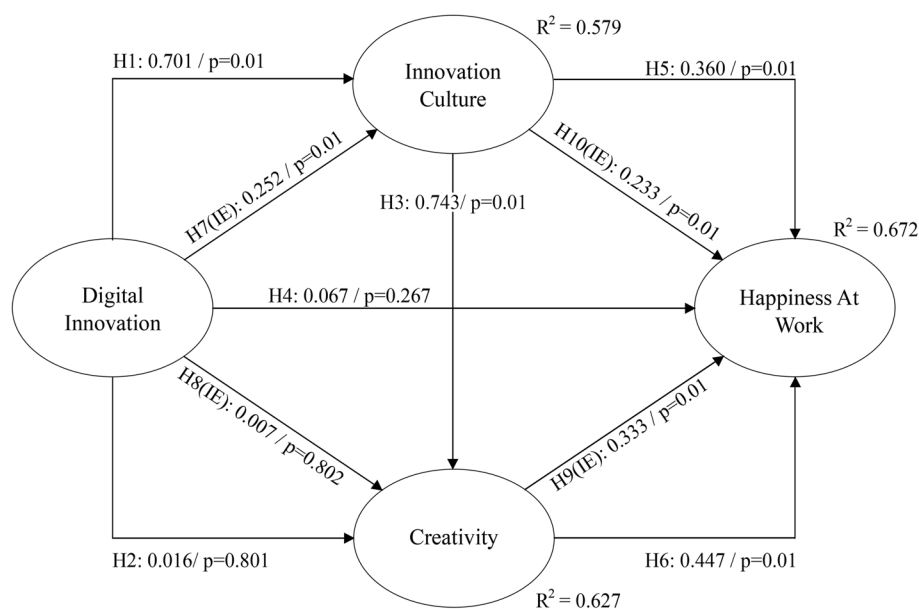 R² = 0.579
H1: 0.701 / p=0.01
Innovation
Culture
H5: 0.360 / p=0.01
H7(IE): 0.252 / p=0.01
H10(IE): 0.233 / p=0.01
H3: 0.743/ p=0.01
R² = 0.672
Digital
Innovation
H4: 0.067 / p=0.267
Happiness At
Work
H8(IE): 0.007 / p=0.802
H9(IE): 0.333 / p=0.01
Creativity
H2: 0.016/ p=0.801
H6: 0.447 / p=0.01
R² = 0.627